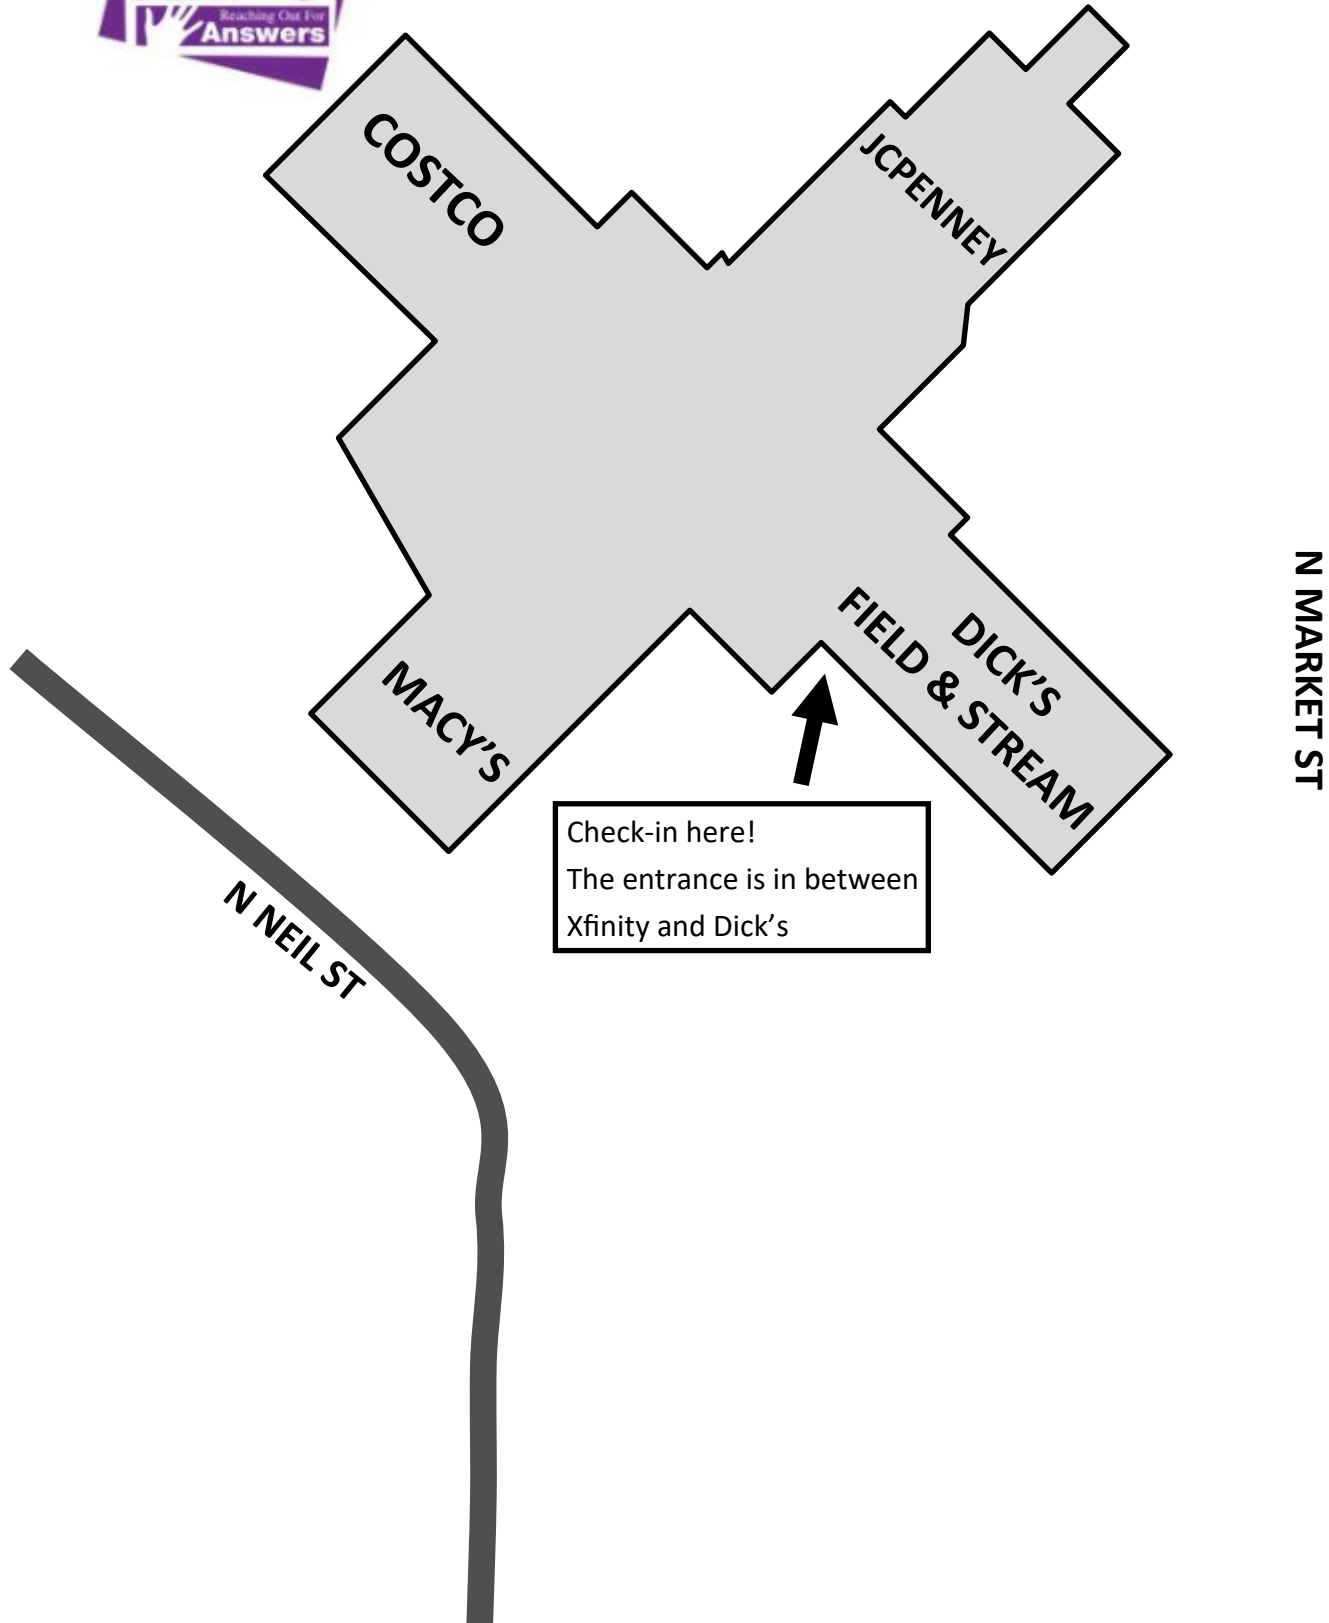 Reaching Out For
Answers
COSTCO
JCPENNEY
N MARKET ST
DICK'S
FIELD & STREAM
MACY'S
Check-in here!
The entrance is in between
Xfinity and Dick's
N NEIL ST